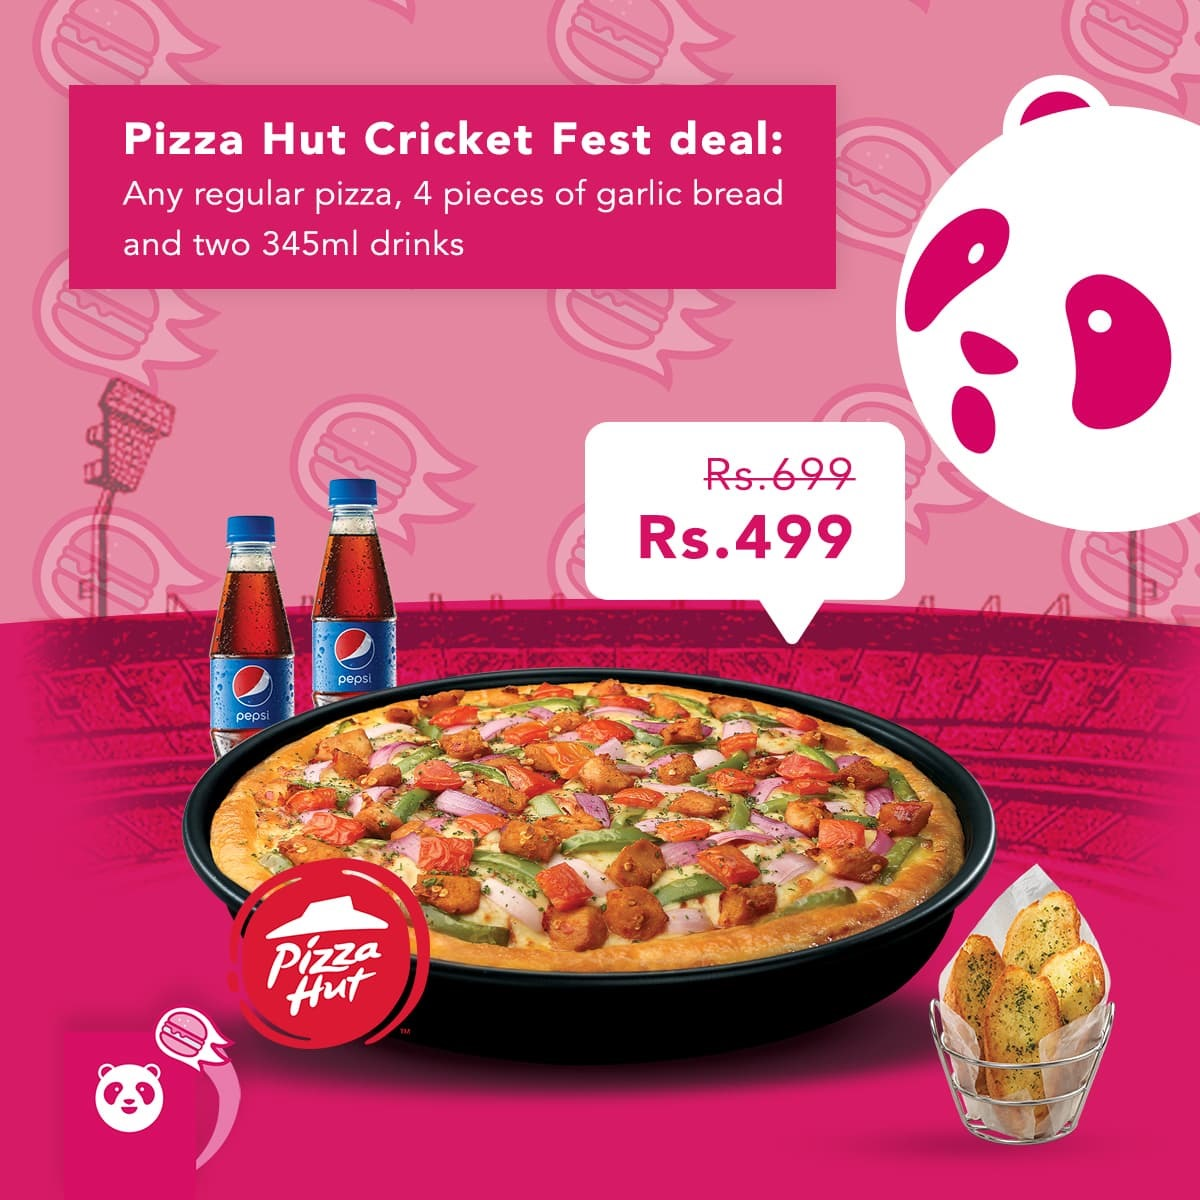 Pizza Hut Cricket Fest deal:
Any regular pizza, 4 pieces of garlic bread
and two 345ml drinks
Rs.699
Rs.499
pepsi
pepsi
Pizza
Hut
TM